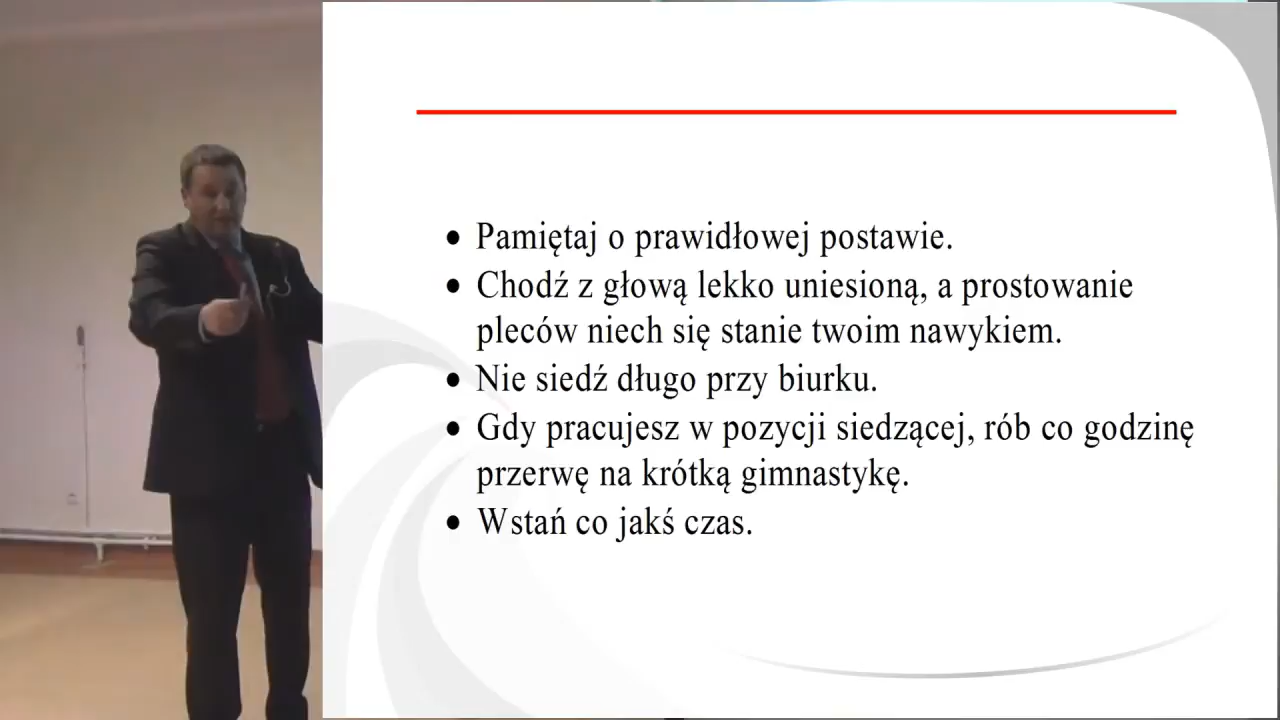 • Pamiętaj o prawidłowej postawie.
• Chodź z głową lekko uniesioną, a prostowanie
pleców niech się stanie twoim nawykiem.
• Nie siedź długo przy biurku.
• Gdy pracujesz w pozycji siedzącej, rób co godzinę
przerwę na krótką gimnastykę.
• Wstań co jakś czas.